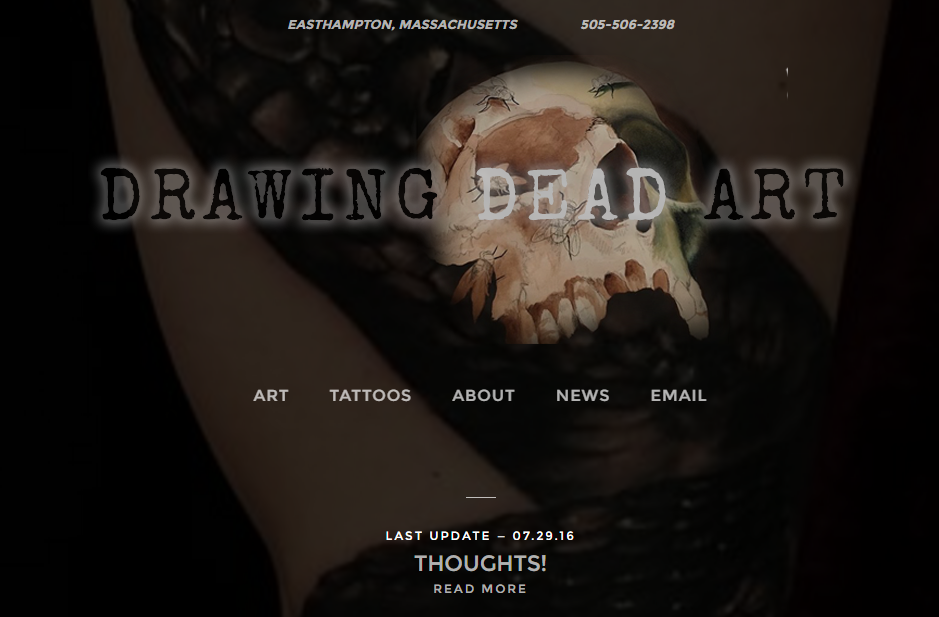 EASTHAMPTON, MASSACHUSETTS 505-506-2398
DRAWING DEAD ART
ART TATTOOS ABOUT NEWS EMAIL
LAST UPDATE – 07.29.16
THOUGHTS!
READ MORE